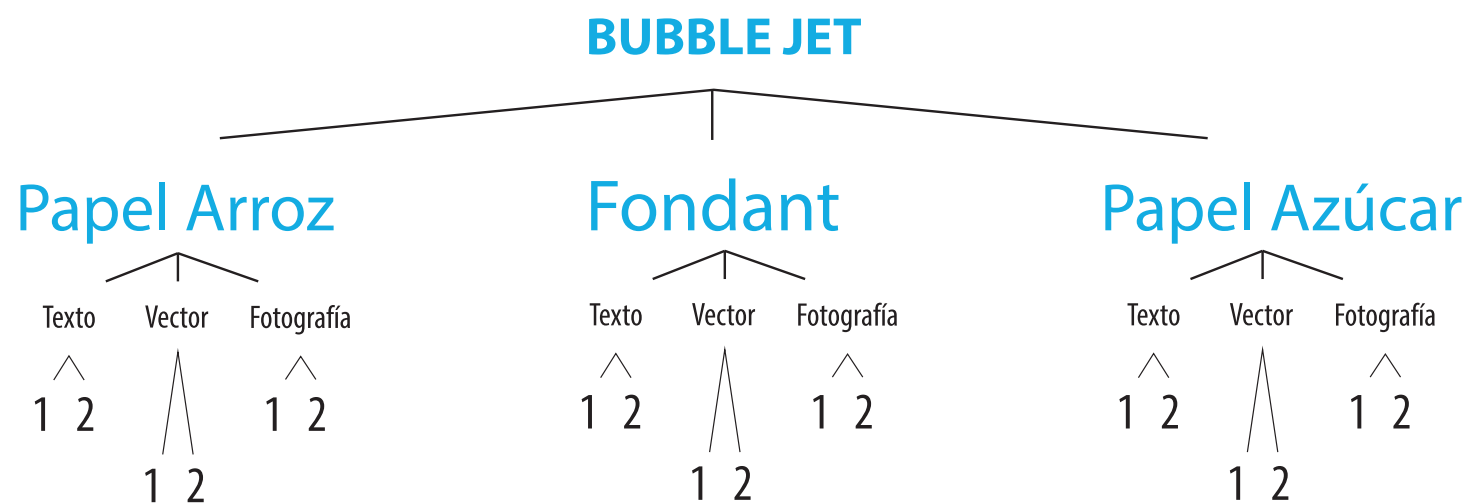 BUBBLE JET
Papel Arroz Fondant Papel Azúcar
Texto Vector Fotografía Texto Vector Fotografía Texto Vector Fotografía
1 2 1 2 1 2 1 2 1 2 1 2
1 2 1 2 1 2